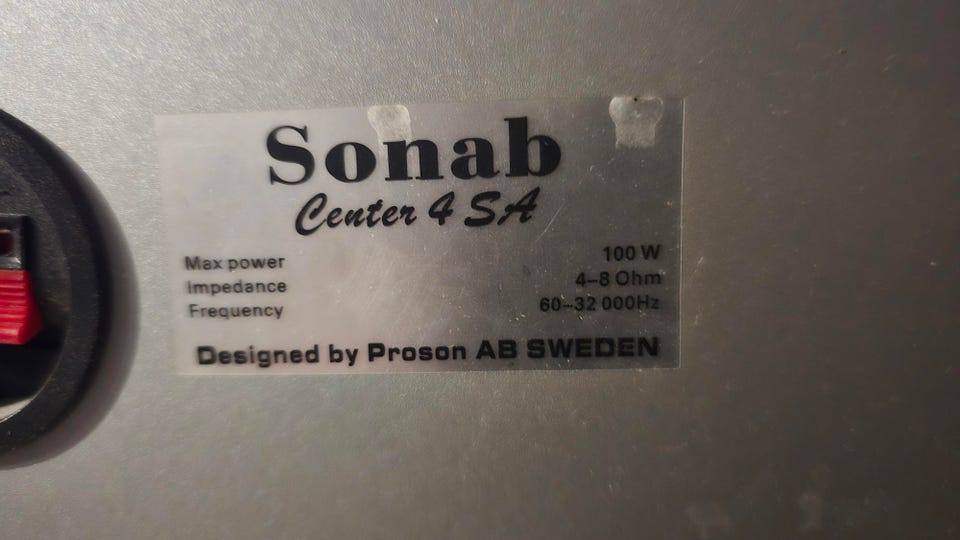 Sonab
Center 4 SA
Max power 100 W
Impedance 4–8 Ohm
Frequency 60–32 000Hz
Designed by Proson AB SWEDEN